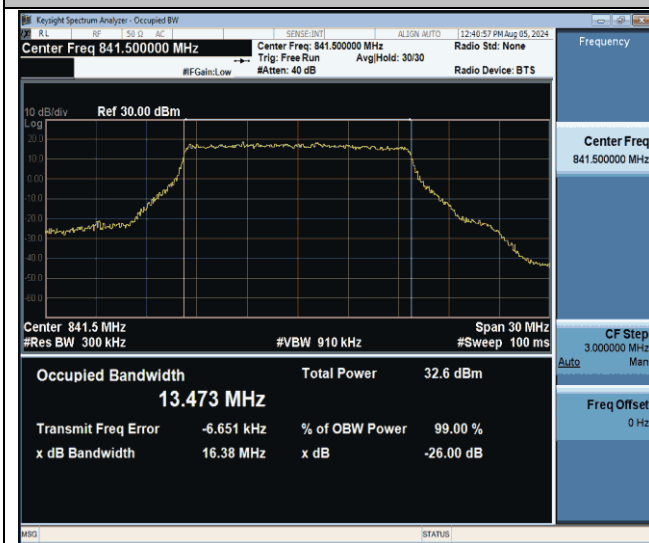 Keysight Spectrum Analyzer - Occupied BW
RL RF 50 Ω AC SENSE:INT ALIGN AUTO 12:40:57 PM Aug 05, 2024
Center Freq 841.500000 MHz Center Freq: 841.500000 MHz Radio Std: None Frequency
Trig: Free Run Avg|Hold: 30/30
#IFGain:Low #Atten: 40 dB Radio Device: BTS
10 dB/div Ref 30.00 dBm
Log
20.0
10.0
0.00
-10.0
-20.0
-30.0
-40.0
-50.0
-60.0
Center Freq
841.500000 MHz
Center 841.5 MHz Span 30 MHz
#Res BW 300 kHz #VBW 910 kHz #Sweep 100 ms
CF Step
3.000000 MHz
Auto Man
Occupied Bandwidth Total Power 32.6 dBm
13.473 MHz
Transmit Freq Error -6.651 kHz % of OBW Power 99.00 %
x dB Bandwidth 16.38 MHz x dB -26.00 dB
Freq Offset
0 Hz
MSG STATUS